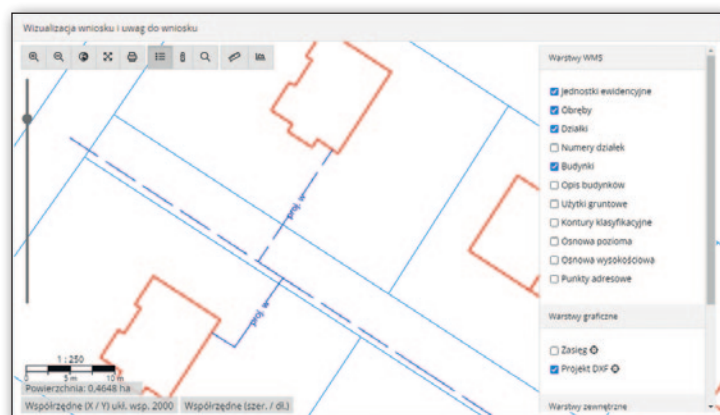 Wizualizacja wniosku i uwag do wniosku
Warstwy WMS
Jednostki ewidencyjne
Obręby
Działki
Numery działek
Budynki
Opis budynków
Użytki gruntowe
Kontury klasyfikacyjne
Osnowa pozioma
Osnowa wysokościowa
Punkty adresowe
Warstwy graficzne
Zasięg
Projekt DXF
Warstwy zewnętrzne
proj. w
proj. w
1 : 250
0 5 m 10 m
Powierzchnia: 0,4648 ha
Współrzędne (X / Y) ukł. wsp. 2000 Współrzędne (szer. / dł.)